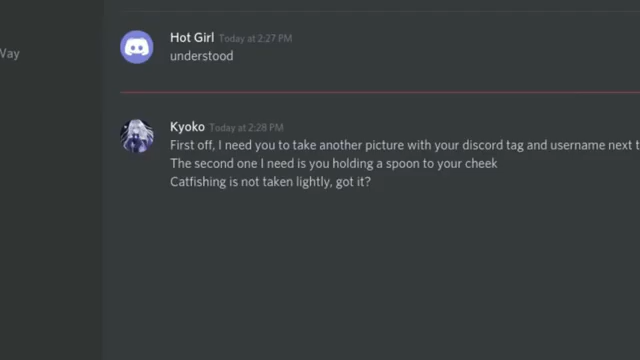 Hot Girl Today at 2:27 PM
Way
understood
Kyoko Today at 2:28 PM
First off, I need you to take another picture with your discord tag and username next t
The second one I need is you holding a spoon to your cheek
Catfishing is not taken lightly, got it?